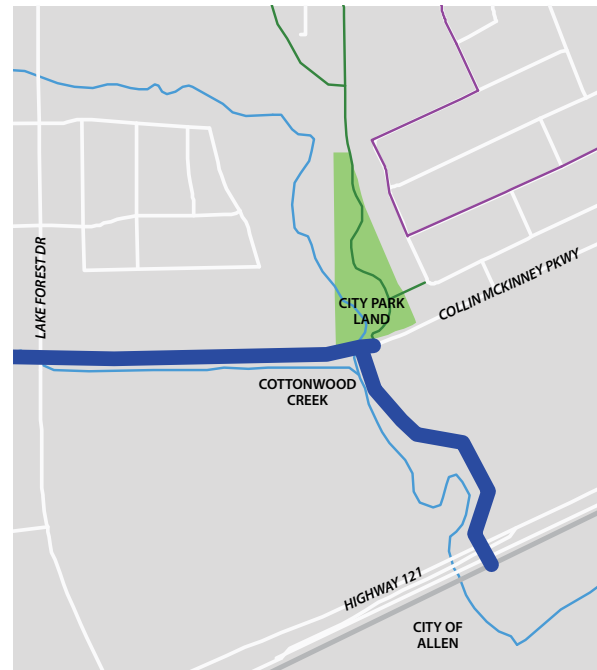 LAKE FOREST DR
CITY PARK
LAND
COLLIN MCKINNEY PKWY
COTTONWOOD
CREEK
HIGHWAY 121
CITY OF
ALLEN